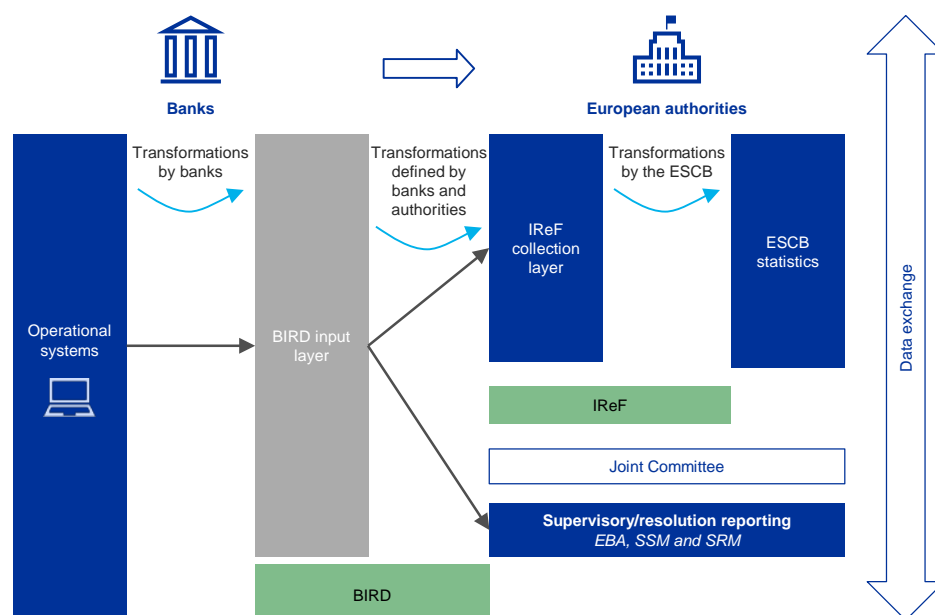 Banks
European authorities
Transformations
by banks
Transformations
defined by
banks and
authorities
Transformations
by the ESCB
Operational
systems
BIRD input
layer
IReF
collection
layer
ESCB
statistics
IReF
Joint Committee
Supervisory/resolution reporting
EBA, SSM and SRM
BIRD
Data exchange